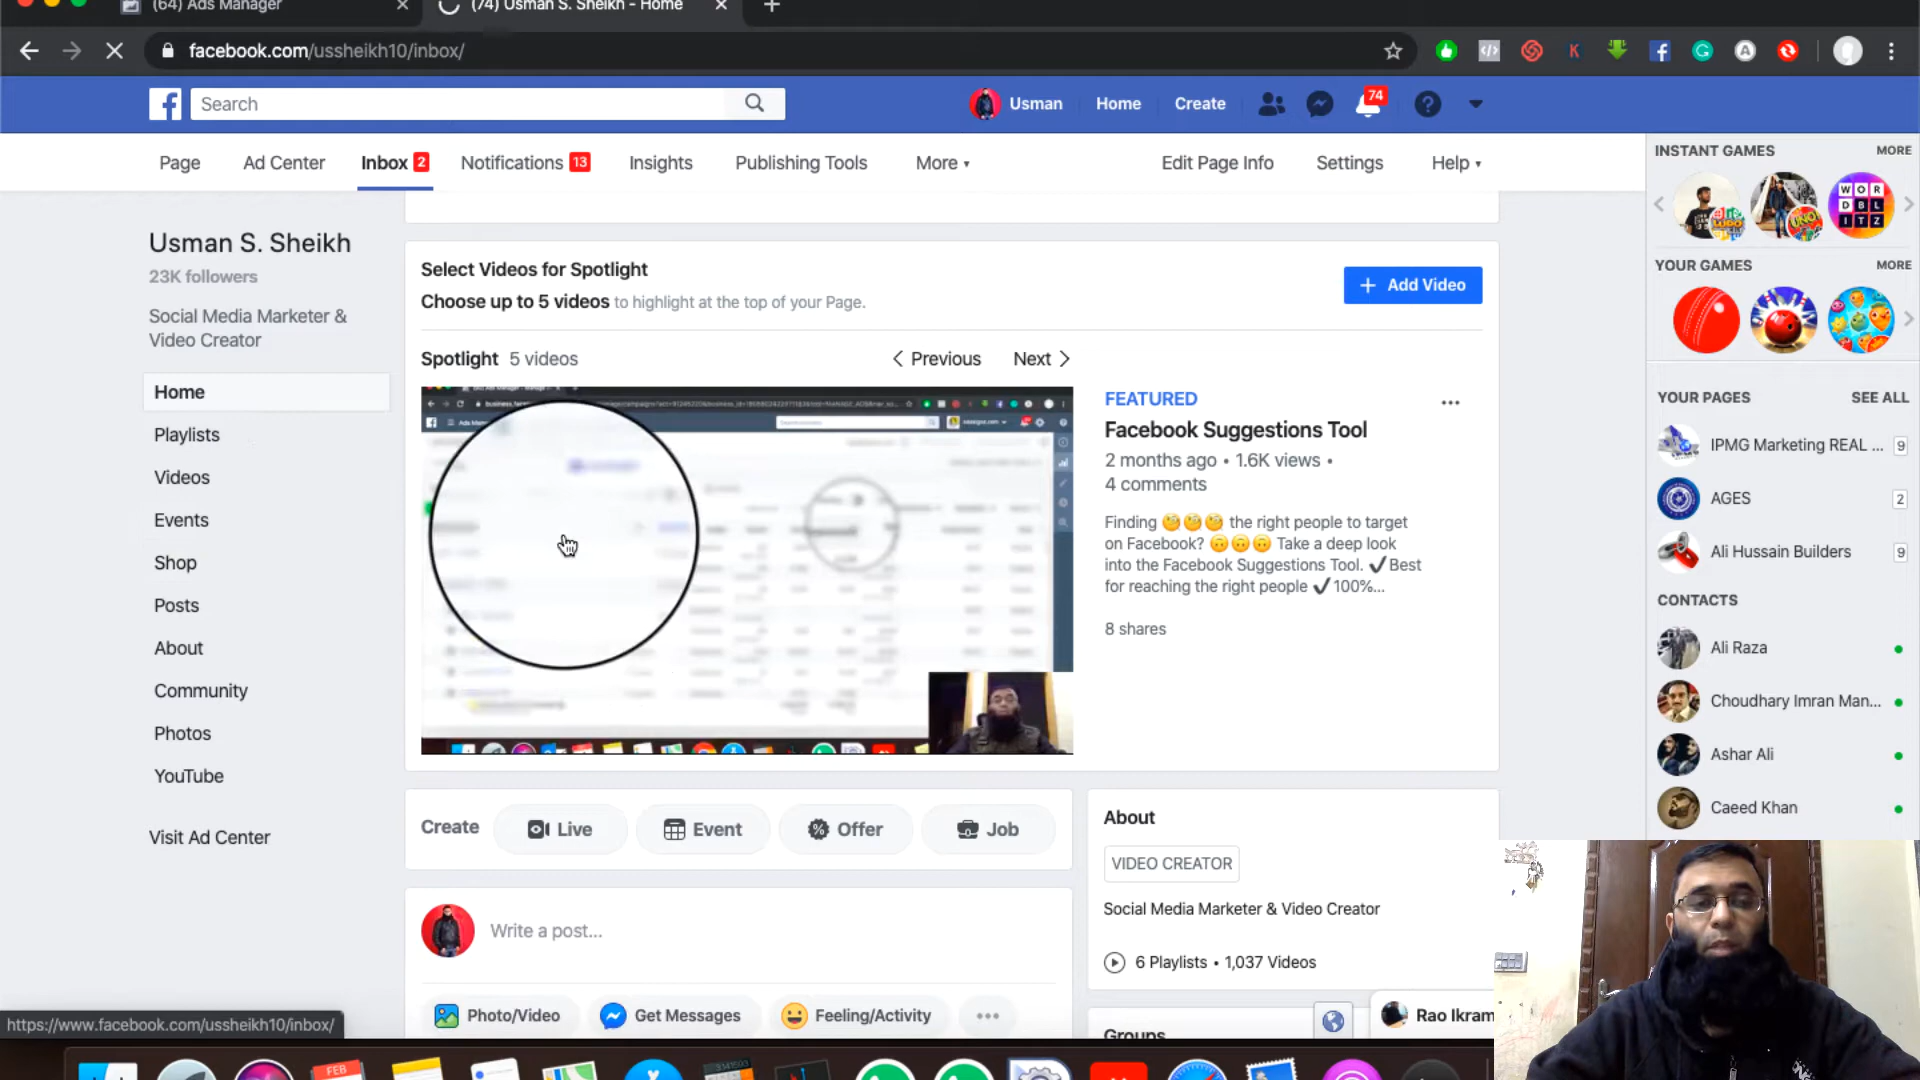 (64) Ads Manager
(74) Usman S. Sheikh - Home
facebook.com/ussheikh10/inbox/
Search
Usman
Home
Create
74
Page
Ad Center
Inbox 2
Notifications 13
Insights
Publishing Tools
More
Edit Page Info
Settings
Help
Usman S. Sheikh
23K followers
Social Media Marketer &
Video Creator
Home
Playlists
Videos
Events
Shop
Posts
About
Community
Photos
YouTube
Visit Ad Center
Select Videos for Spotlight
Choose up to 5 videos to highlight at the top of your Page.
+ Add Video
Spotlight 5 videos
Previous
Next
FEATURED
Facebook Suggestions Tool
2 months ago • 1.6K views •
4 comments
Finding 🧐🧐🧐 the right people to target
on Facebook? 🙃🙃🙃 Take a deep look
into the Facebook Suggestions Tool. ✔Best
for reaching the right people ✔100%...
8 shares
Create
Live
Event
Offer
Job
Write a post...
Photo/Video
Get Messages
Feeling/Activity
About
VIDEO CREATOR
Social Media Marketer & Video Creator
6 Playlists • 1,037 Videos
Groups
Rao Ikram
INSTANT GAMES
MORE
WOR
DBL
ITZ
YOUR GAMES
MORE
YOUR PAGES
SEE ALL
IPMG Marketing REAL ... 9
AGES 2
Ali Hussain Builders 9
CONTACTS
Ali Raza
Choudhary Imran Man...
Ashar Ali
Caeed Khan
https://www.facebook.com/ussheikh10/inbox/
FEB